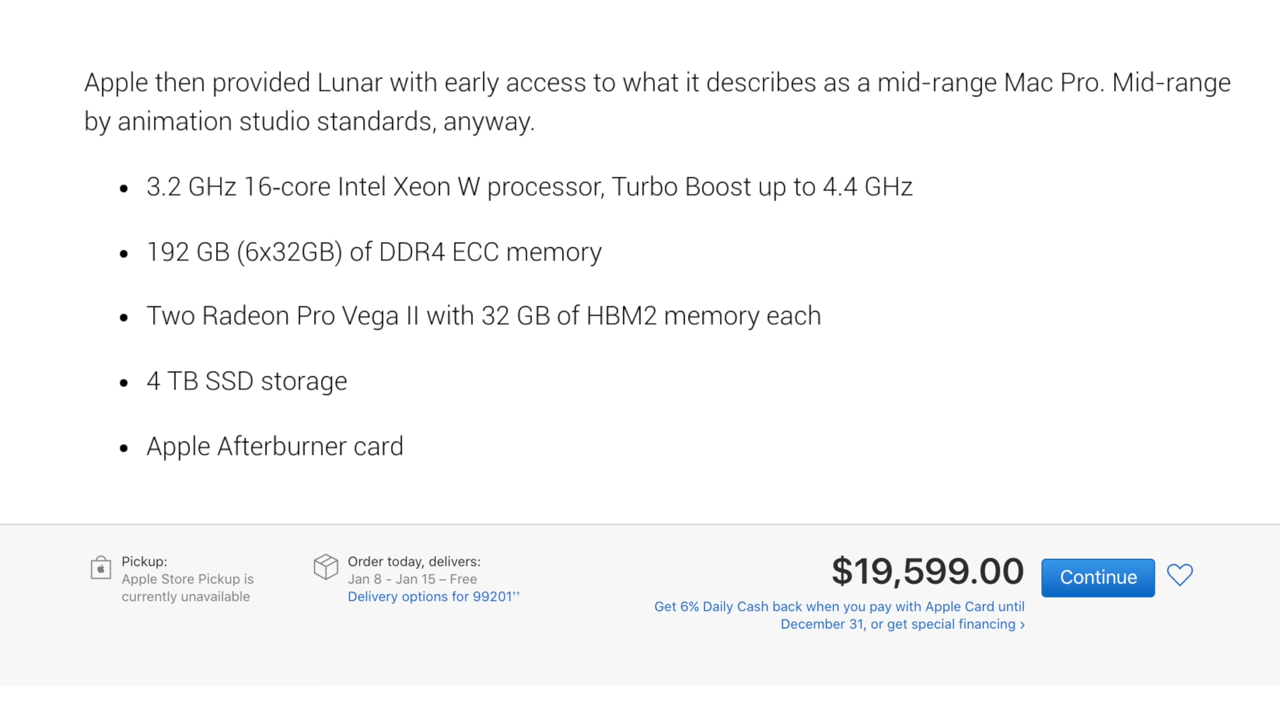 Apple then provided Lunar with early access to what it describes as a mid-range Mac Pro. Mid-range
by animation studio standards, anyway.
• 3.2 GHz 16-core Intel Xeon W processor, Turbo Boost up to 4.4 GHz
• 192 GB (6x32GB) of DDR4 ECC memory
• Two Radeon Pro Vega II with 32 GB of HBM2 memory each
• 4 TB SSD storage
• Apple Afterburner card
Pickup:
Apple Store Pickup is
currently unavailable
Order today, delivers:
Jan 8 - Jan 15 – Free
Delivery options for 99201††
$19,599.00
Get 6% Daily Cash back when you pay with Apple Card until
December 31, or get special financing ›
Continue